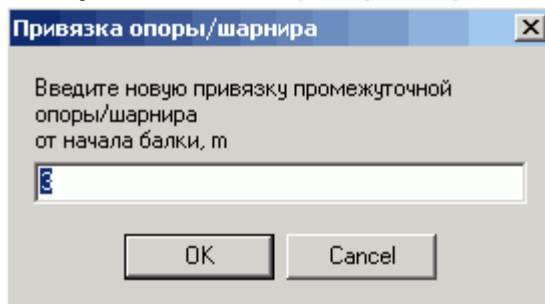 Привязка опоры/шарнира
Введите новую привязку промежуточной
опоры/шарнира
от начала балки, m
3
OK
Cancel